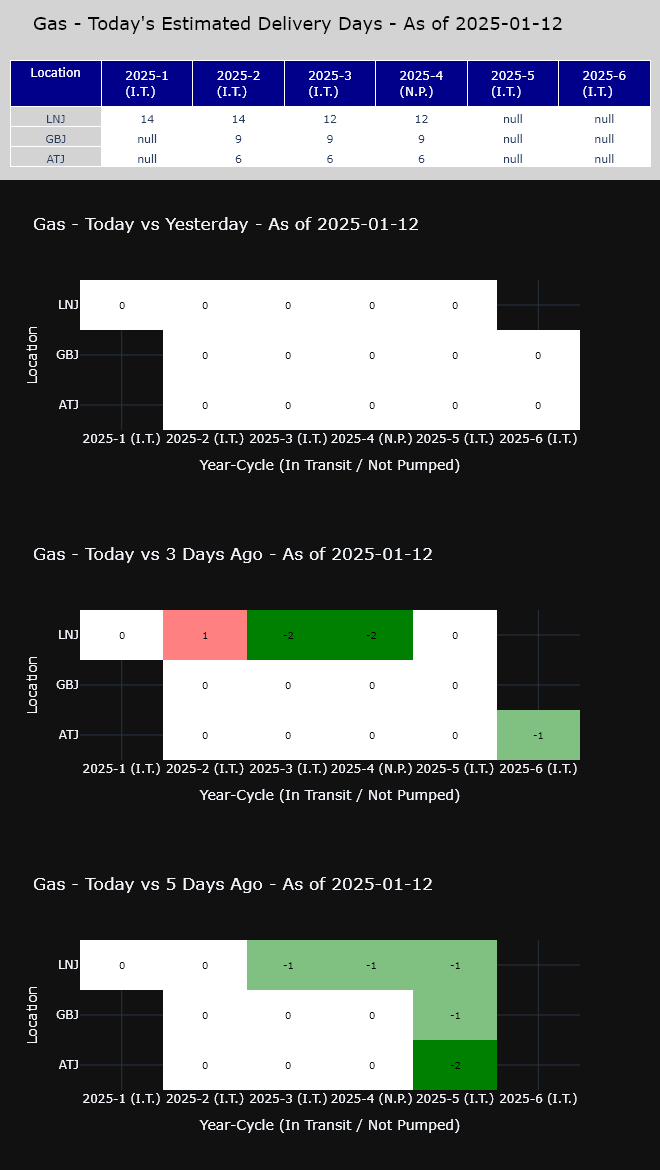 Gas - Today's Estimated Delivery Days - As of 2025-01-12
Location 2025-1 (I.T.) 2025-2 (I.T.) 2025-3 (I.T.) 2025-4 (N.P.) 2025-5 (I.T.) 2025-6 (I.T.)
LNJ 14 14 12 12 null null
GBJ null 9 9 9 null null
ATJ null 6 6 6 null null
Gas - Today vs Yesterday - As of 2025-01-12
Location
LNJ 0 0 0 0 0
GBJ 0 0 0 0 0
ATJ 0 0 0 0 0
2025-1 (I.T.) 2025-2 (I.T.) 2025-3 (I.T.) 2025-4 (N.P.) 2025-5 (I.T.) 2025-6 (I.T.)
Year-Cycle (In Transit / Not Pumped)
Gas - Today vs 3 Days Ago - As of 2025-01-12
Location
LNJ 0 1 -2 -2 0
GBJ 0 0 0 0
ATJ 0 0 0 0 -1
2025-1 (I.T.) 2025-2 (I.T.) 2025-3 (I.T.) 2025-4 (N.P.) 2025-5 (I.T.) 2025-6 (I.T.)
Year-Cycle (In Transit / Not Pumped)
Gas - Today vs 5 Days Ago - As of 2025-01-12
Location
LNJ 0 0 -1 -1 -1
GBJ 0 0 0 -1
ATJ 0 0 0 -2
2025-1 (I.T.) 2025-2 (I.T.) 2025-3 (I.T.) 2025-4 (N.P.) 2025-5 (I.T.) 2025-6 (I.T.)
Year-Cycle (In Transit / Not Pumped)